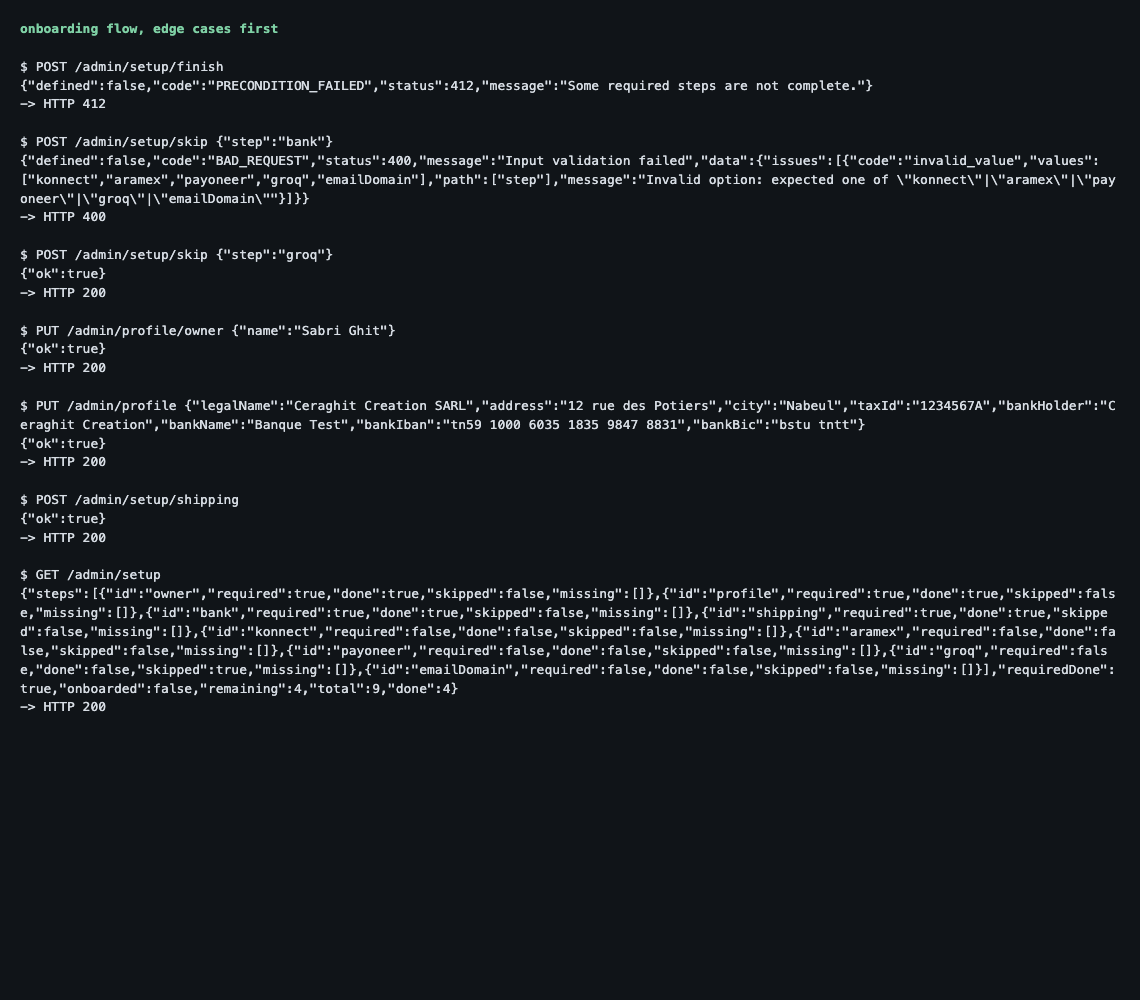 onboarding flow, edge cases first
$ POST /admin/setup/finish
{"defined":false,"code":"PRECONDITION_FAILED","status":412,"message":"Some required steps are not complete."}
—> HTTP 412
$ POST /admin/setup/skip {"step":"bank"}
{"defined":false,"code":"BAD_REQUEST","status":400,"message":"Input validation failed","data":{"issues":[{"code":"invalid_value","values":
["konnect","aramex","payoneer","groq","emailDomain"],"path":["step"],"message":"Invalid option: expected one of \"konnect\"|\"aramex\"|\"pay
oneer\"|\"groq\"|\"emailDomain\""}]}}
—> HTTP 400
$ POST /admin/setup/skip {"step":"groq"}
{"ok":true}
—> HTTP 200
$ PUT /admin/profile/owner {"name":"Sabri Ghit"}
{"ok":true}
—> HTTP 200
$ PUT /admin/profile {"legalName":"Ceraghit Creation SARL","address":"12 rue des Potiers","city":"Nabeul","taxId":"1234567A","bankHolder":"C
eraghit Creation","bankName":"Banque Test","bankIban":"tn59 1000 6035 1835 9847 8831","bankBic":"bstu tntt"}
{"ok":true}
—> HTTP 200
$ POST /admin/setup/shipping
{"ok":true}
—> HTTP 200
$ GET /admin/setup
{"steps":[{"id":"owner","required":true,"done":true,"skipped":false,"missing":[]},{"id":"profile","required":true,"done":true,"skipped":fals
e,"missing":[]},{"id":"bank","required":true,"done":true,"skipped":false,"missing":[]},{"id":"shipping","required":true,"done":true,"skippe
d":false,"missing":[]},{"id":"konnect","required":false,"done":false,"skipped":false,"missing":[]},{"id":"aramex","required":false,"done":fa
lse,"skipped":false,"missing":[]},{"id":"payoneer","required":false,"done":false,"skipped":false,"missing":[]},{"id":"groq","required":fals
e,"done":false,"skipped":true,"missing":[]},{"id":"emailDomain","required":false,"done":false,"skipped":false,"missing":[]}],"requiredDone":
true,"onboarded":false,"remaining":4,"total":9,"done":4}
—> HTTP 200